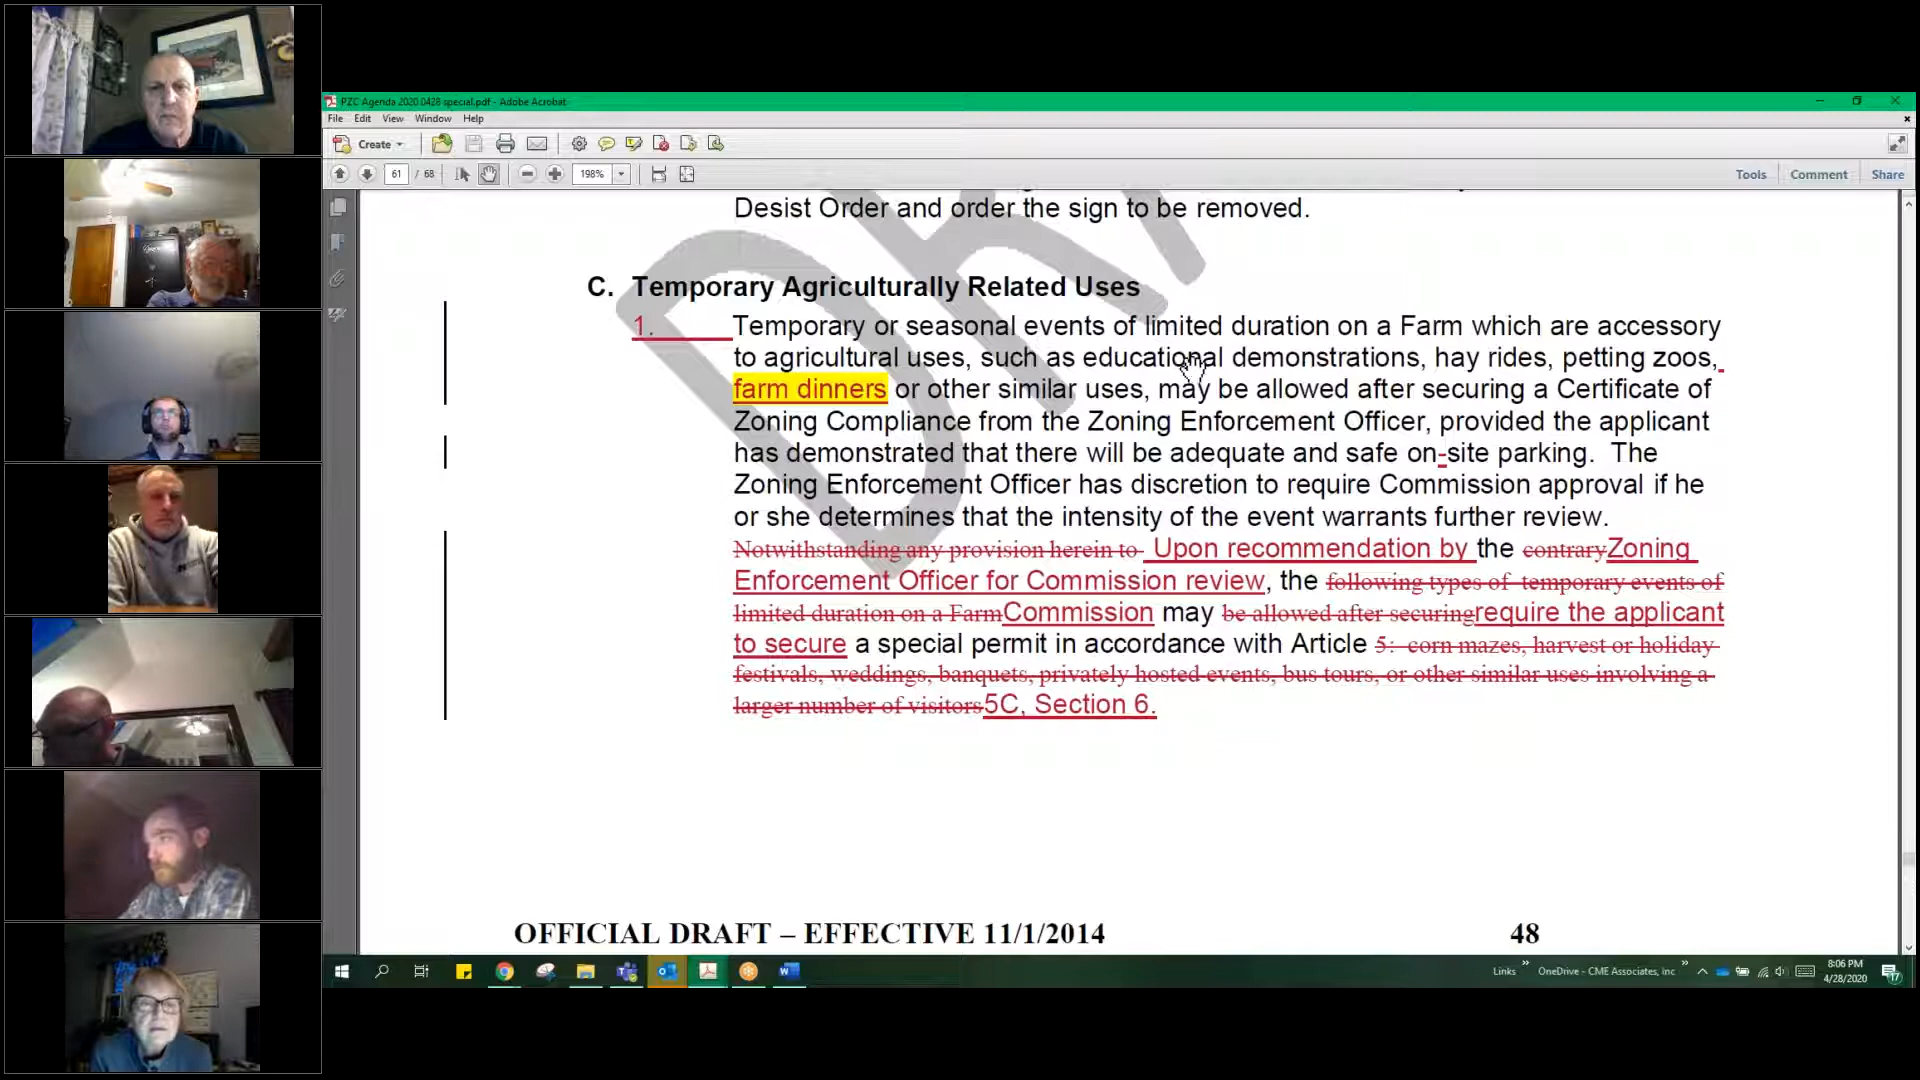 PZC Agenda 2020 0428 special.pdf - Adobe Acrobat
File Edit View Window Help
Create
61 / 68 198% Tools Comment Share
Desist Order and order the sign to be removed.
C. Temporary Agriculturally Related Uses
1. Temporary or seasonal events of limited duration on a Farm which are accessory
to agricultural uses, such as educational demonstrations, hay rides, petting zoos,
farm dinners or other similar uses, may be allowed after securing a Certificate of
Zoning Compliance from the Zoning Enforcement Officer, provided the applicant
has demonstrated that there will be adequate and safe on-site parking. The
Zoning Enforcement Officer has discretion to require Commission approval if he
or she determines that the intensity of the event warrants further review.
Notwithstanding any provision herein to Upon recommendation by the contraryZoning
Enforcement Officer for Commission review, the following types of temporary events of
limited duration on a FarmCommission may be allowed after securingrequire the applicant
to secure a special permit in accordance with Article 5: corn mazes, harvest or holiday
festivals, weddings, banquets, privately hosted events, bus tours, or other similar uses involving a
larger number of visitors5C, Section 6.
OFFICIAL DRAFT – EFFECTIVE 11/1/2014 48
Links » OneDrive - CME Associates, Inc » 8:06 PM
4/28/2020 17